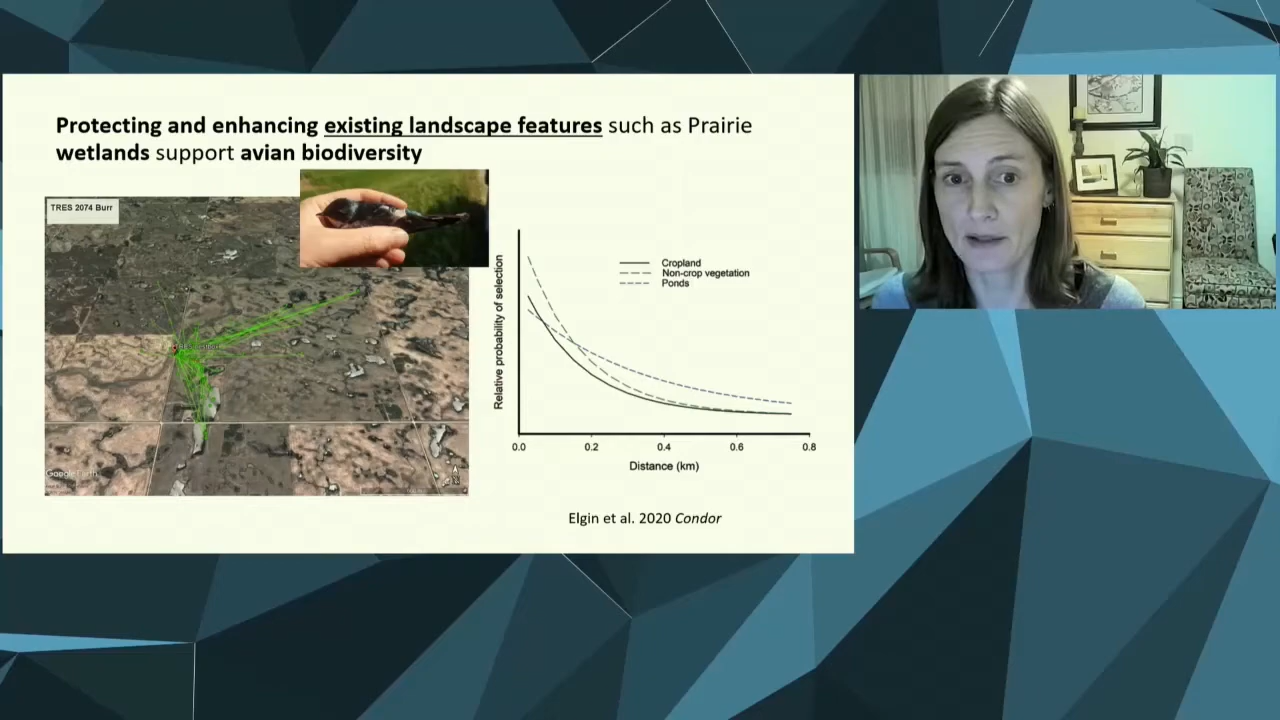 Protecting and enhancing existing landscape features such as Prairie
wetlands support avian biodiversity
TRES 2074 Burr
Google Earth
Relative probability of selection
Cropland
Non-crop vegetation
Ponds
0.0 0.2 0.4 0.6 0.8
Distance (km)
Elgin et al. 2020 Condor